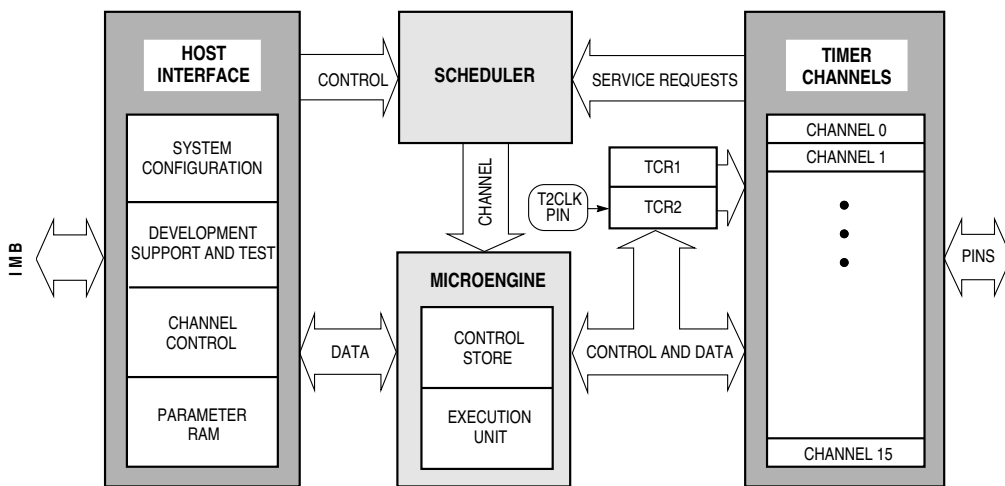 HOST
INTERFACE
SYSTEM
CONFIGURATION
DEVELOPMENT
SUPPORT AND TEST
CHANNEL
CONTROL
PARAMETER
RAM
IMB
CONTROL
SCHEDULER
SERVICE REQUESTS
CHANNEL
TCR1
TCR2
T2CLK
PIN
MICROENGINE
CONTROL
STORE
EXECUTION
UNIT
DATA
CONTROL AND DATA
TIMER
CHANNELS
CHANNEL 0
CHANNEL 1
CHANNEL 15
PINS